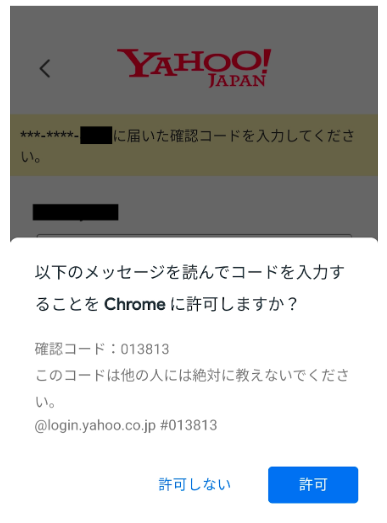 YAHOO!
JAPAN
***-****-に届いた確認コードを入力してくださ
い。
以下のメッセージを読んでコードを入力す
ることを Chrome に許可しますか？
確認コード：013813
このコードは他の人には絶対に教えないでくださ
い。
@login.yahoo.co.jp #013813
許可しない 許可